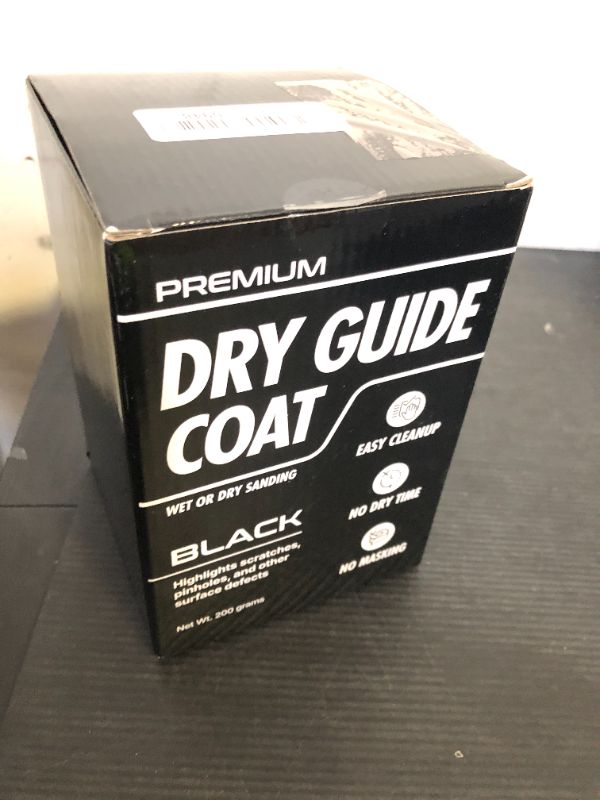 PREMIUM
DRY GUIDE
COAT
WET OR DRY SANDING
EASY CLEANUP
NO DRY TIME
NO MASKING
BLACK
Highlights scratches,
pinholes, and other
surface defects
Net Wt. 200 grams